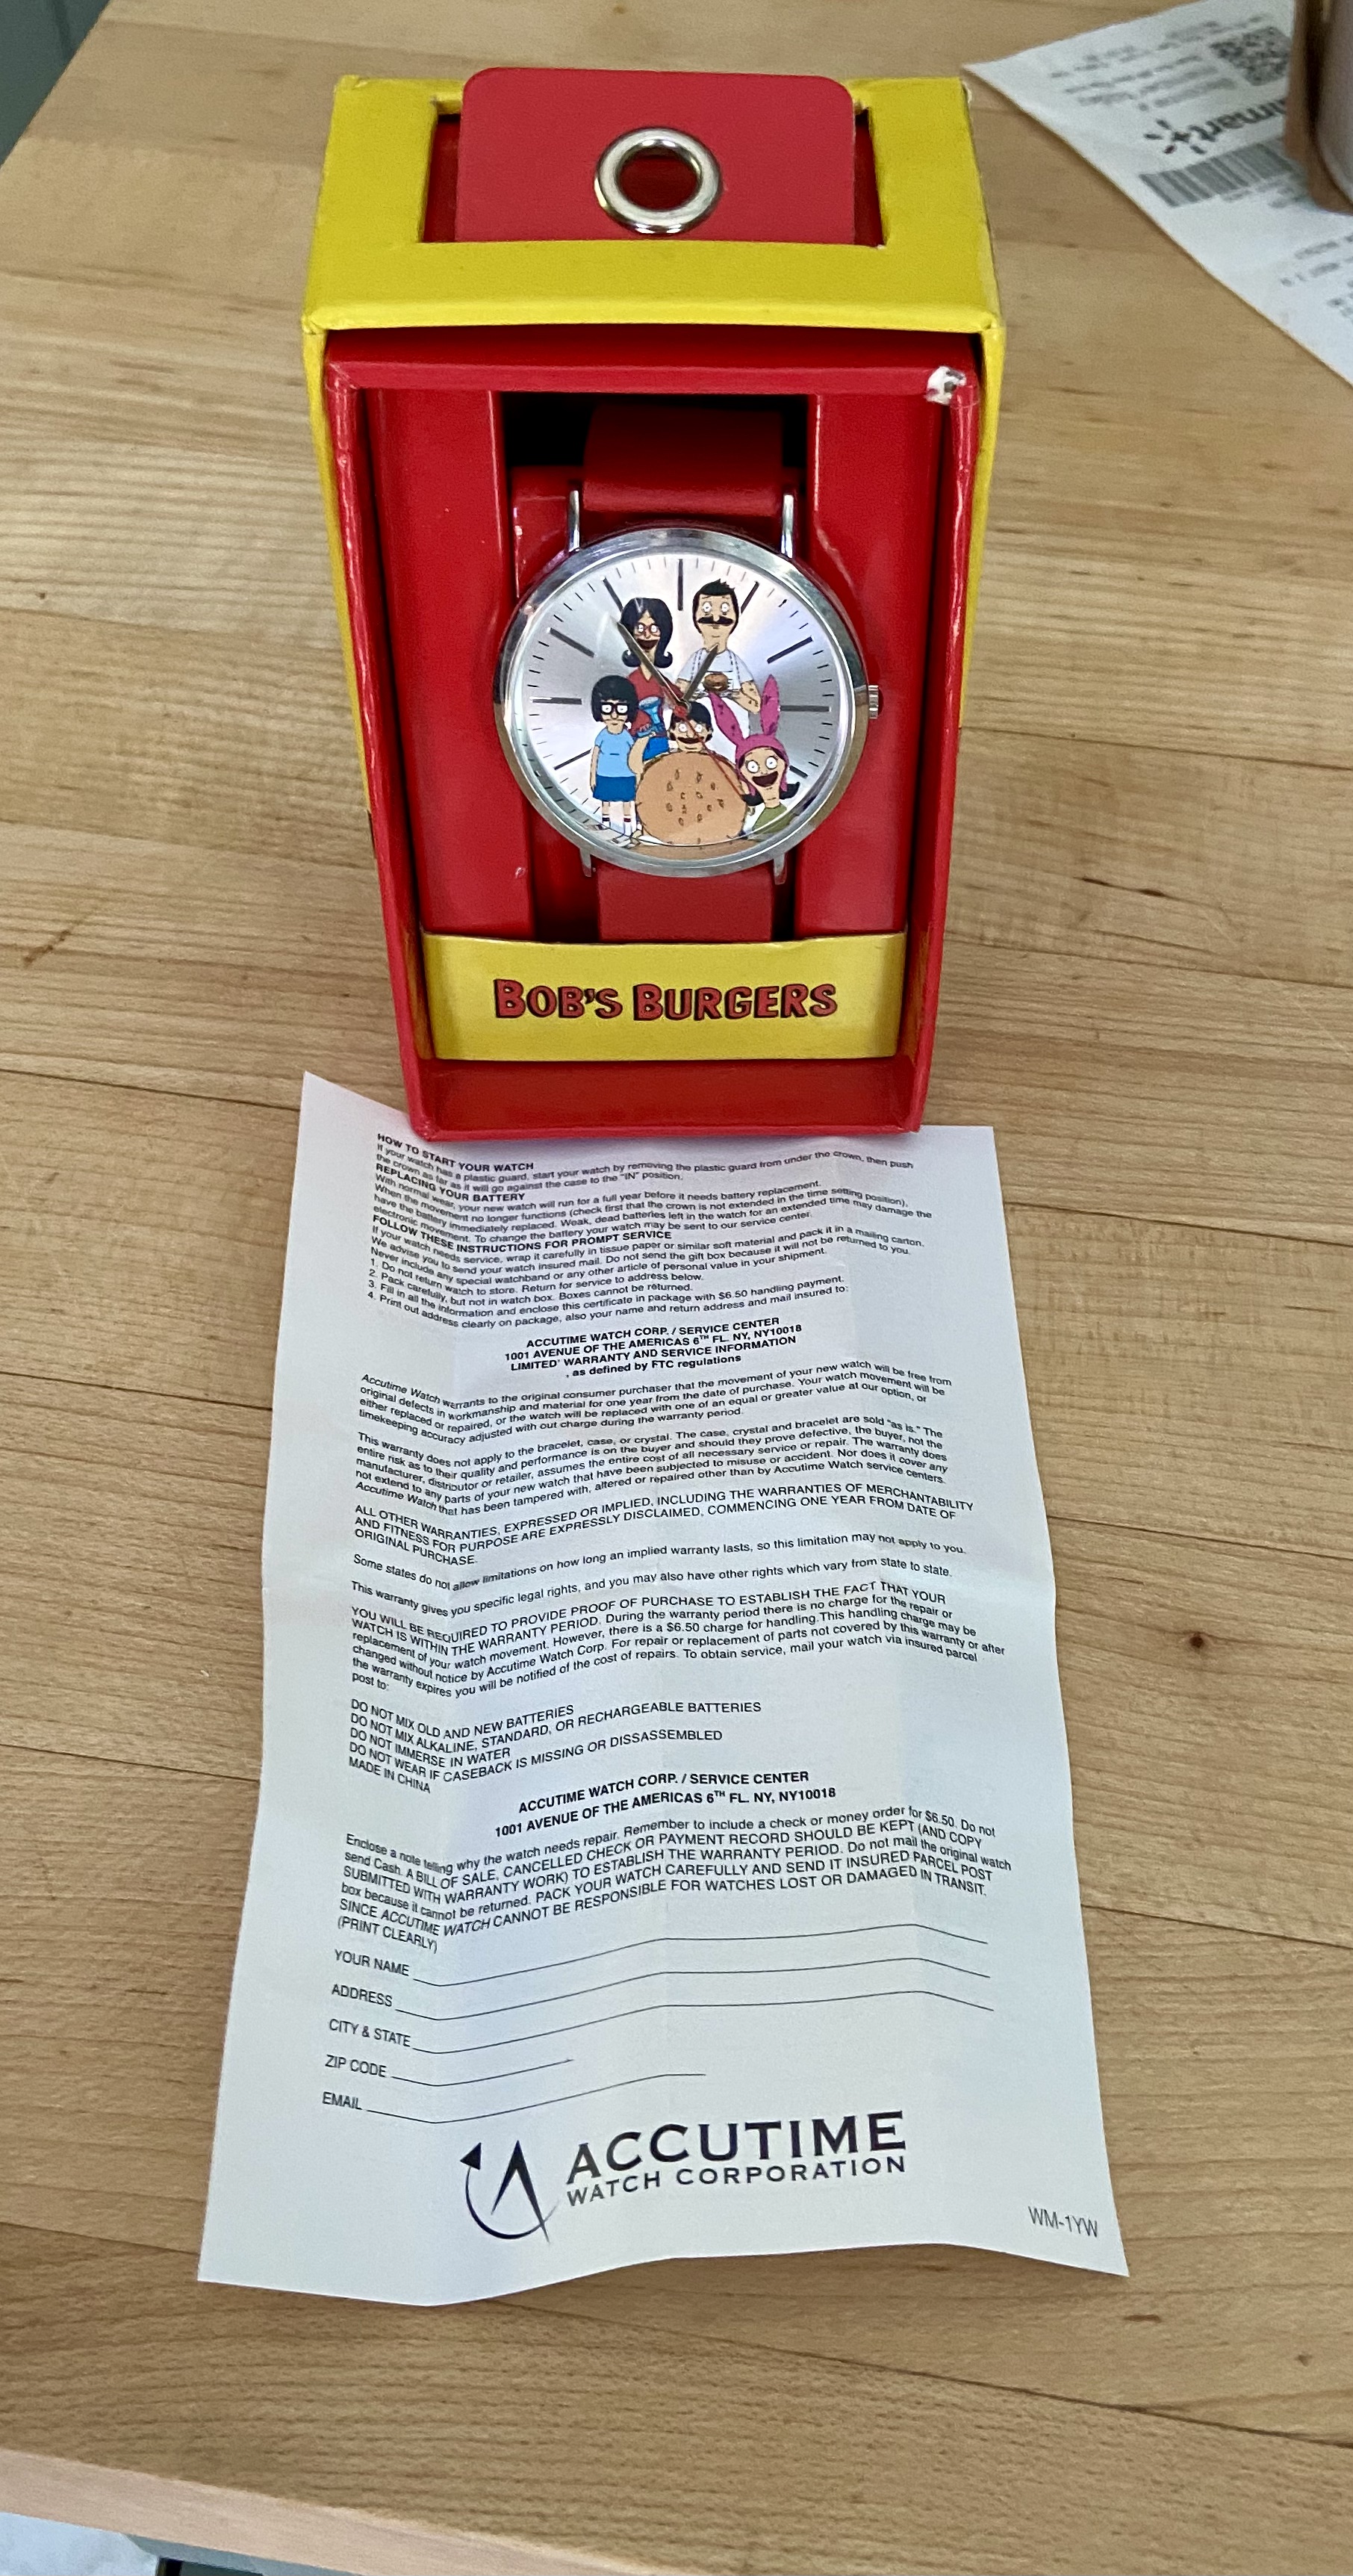 BOB'S BURGERS
HOW TO START YOUR WATCH
If your watch has a plastic guard, start your watch by removing the plastic guard from under the crown, then push
the crown as far as it will go against the case to the "IN" position.
REPLACING YOUR BATTERY
With normal wear, your new watch will run for a full year before it needs battery replacement.
When the movement no longer functions (check first that the crown is not extended in the time setting position),
have the battery immediately replaced. Weak, dead batteries left in the watch for an extended time may damage the
electronic movement. To change the battery your watch may be sent to our service center.
FOLLOW THESE INSTRUCTIONS FOR PROMPT SERVICE
If your watch needs service, wrap it carefully in tissue paper or similar soft material and pack it in a mailing carton.
We advise you to send your watch insured mail. Do not send the gift box because it will not be returned to you.
Never include any special watchband or any other article of personal value in your shipment.
1. Do not return watch to store. Return for service to address below.
2. Pack carefully, but not in watch box. Boxes cannot be returned.
3. Fill in all the information and enclose this certificate in package with $6.50 handling payment.
4. Print out address clearly on package, also your name and return address and mail insured to:
ACCUTIME WATCH CORP. / SERVICE CENTER
1001 AVENUE OF THE AMERICAS 6TH FL. NY, NY10018
LIMITED' WARRANTY AND SERVICE INFORMATION
, as defined by FTC regulations
Accutime Watch warrants to the original consumer purchaser that the movement of your new watch will be free from
original defects in workmanship and material for one year from the date of purchase. Your watch movement will be
either replaced or repaired, or the watch will be replaced with one of an equal or greater value at our option, or
timekeeping accuracy adjusted with out charge during the warranty period.
This warranty does not apply to the bracelet, case, or crystal. The case, crystal and bracelet are sold "as is." The
entire risk as to their quality and performance is on the buyer and should they prove defective, the buyer, not the
manufacturer, distributor or retailer, assumes the entire cost of all necessary service or repair. The warranty does
not extend to any parts of your new watch that have been subjected to misuse or accident. Nor does it cover any
Accutime Watch that has been tampered with, altered or repaired other than by Accutime Watch service centers.
ALL OTHER WARRANTIES, EXPRESSED OR IMPLIED, INCLUDING THE WARRANTIES OF MERCHANTABILITY
AND FITNESS FOR PURPOSE ARE EXPRESSLY DISCLAIMED, COMMENCING ONE YEAR FROM DATE OF
ORIGINAL PURCHASE.
Some states do not allow limitations on how long an implied warranty lasts, so this limitation may not apply to you.
This warranty gives you specific legal rights, and you may also have other rights which vary from state to state.
YOU WILL BE REQUIRED TO PROVIDE PROOF OF PURCHASE TO ESTABLISH THE FACT THAT YOUR
WATCH IS WITHIN THE WARRANTY PERIOD. During the warranty period there is no charge for the repair or
replacement of your watch movement. However, there is a $6.50 charge for handling. This handling charge may be
changed without notice by Accutime Watch Corp. For repair or replacement of parts not covered by this warranty or after
the warranty expires you will be notified of the cost of repairs. To obtain service, mail your watch via insured parcel
post to:
DO NOT MIX OLD AND NEW BATTERIES
DO NOT MIX ALKALINE, STANDARD, OR RECHARGEABLE BATTERIES
DO NOT IMMERSE IN WATER
DO NOT WEAR IF CASEBACK IS MISSING OR DISSASSEMBLED
MADE IN CHINA
ACCUTIME WATCH CORP. / SERVICE CENTER
1001 AVENUE OF THE AMERICAS 6TH FL. NY, NY10018
Enclose a note telling why the watch needs repair. Remember to include a check or money order for $6.50. Do not
send Cash. A BILL OF SALE, CANCELLED CHECK OR PAYMENT RECORD SHOULD BE KEPT (AND COPY
SUBMITTED WITH WARRANTY WORK) TO ESTABLISH THE WARRANTY PERIOD. Do not mail the original watch
box because it cannot be returned. PACK YOUR WATCH CAREFULLY AND SEND IT INSURED PARCEL POST
SINCE ACCUTIME WATCH CANNOT BE RESPONSIBLE FOR WATCHES LOST OR DAMAGED IN TRANSIT.
(PRINT CLEARLY)
YOUR NAME
ADDRESS
CITY & STATE
ZIP CODE
EMAIL
ACCUTIME
WATCH CORPORATION
WM-1YW